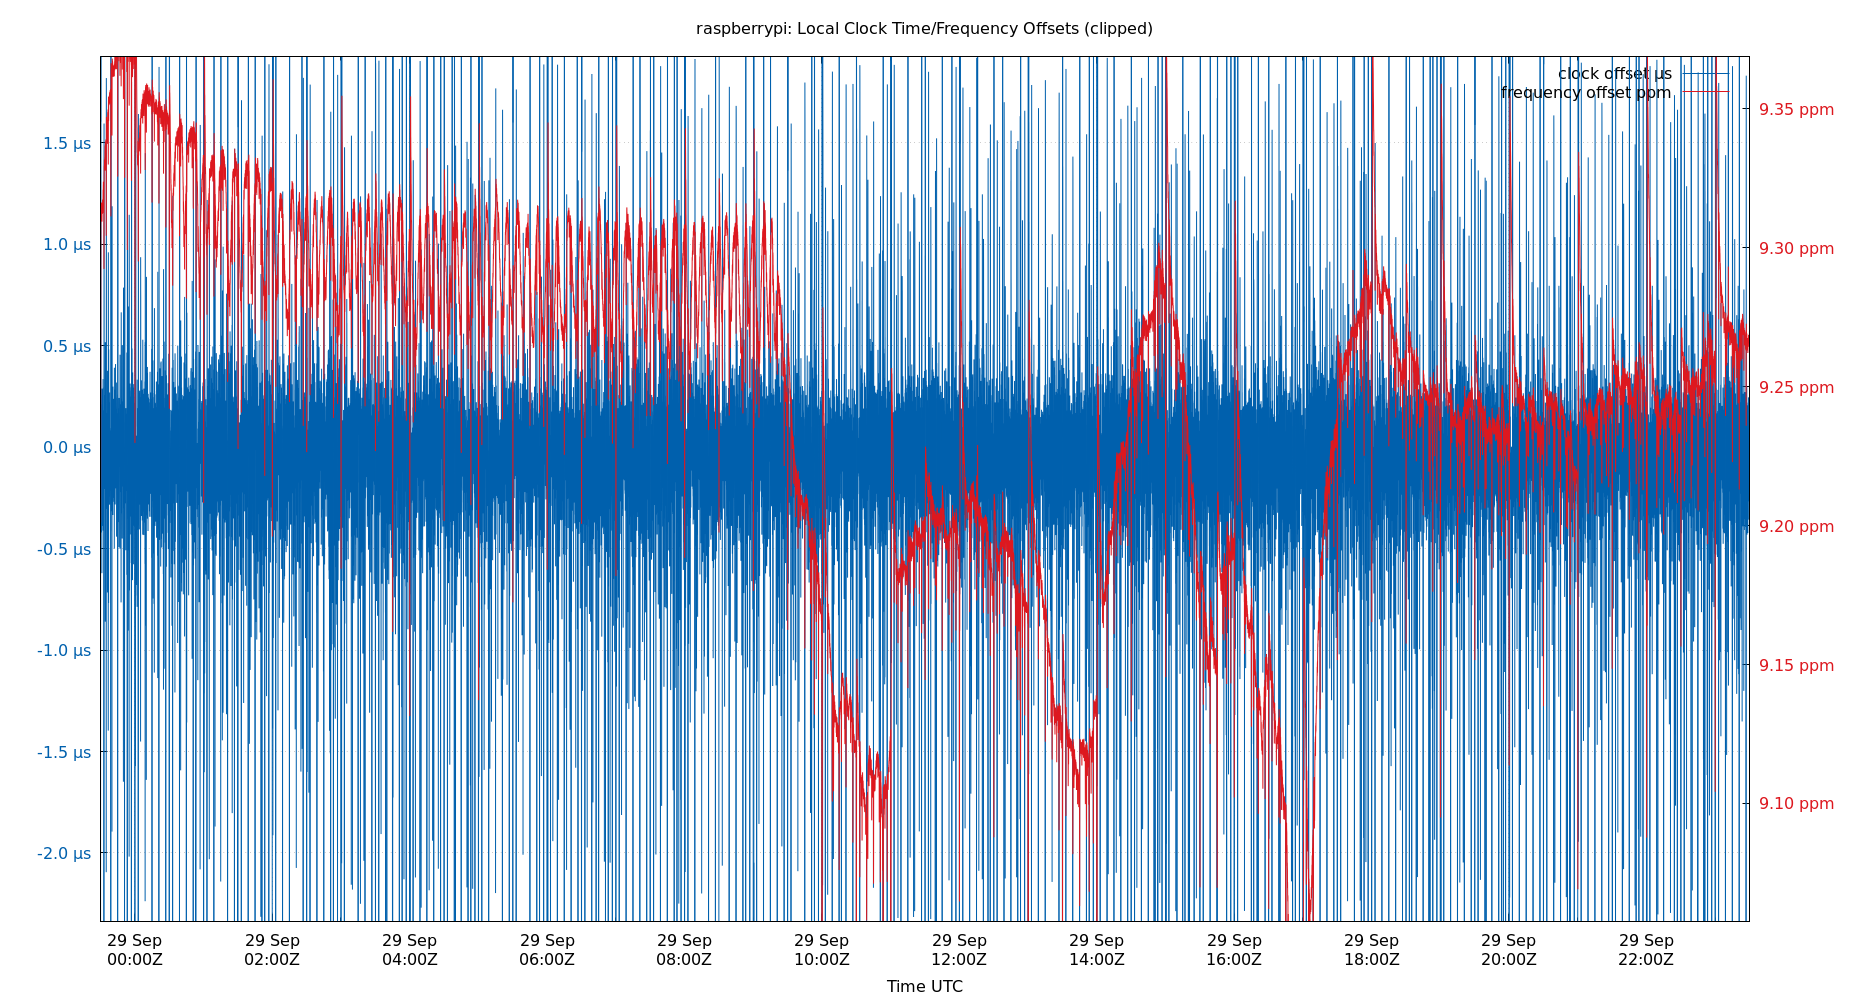 raspberrypi: Local Clock Time/Frequency Offsets (clipped)
clock offset µs
frequency offset ppm
1.5 µs
1.0 µs
0.5 µs
0.0 µs
-0.5 µs
-1.0 µs
-1.5 µs
-2.0 µs
9.35 ppm
9.30 ppm
9.25 ppm
9.20 ppm
9.15 ppm
9.10 ppm
29 Sep 29 Sep 29 Sep 29 Sep 29 Sep 29 Sep 29 Sep 29 Sep 29 Sep 29 Sep 29 Sep 29 Sep
00:00Z 02:00Z 04:00Z 06:00Z 08:00Z 10:00Z 12:00Z 14:00Z 16:00Z 18:00Z 20:00Z 22:00Z
Time UTC